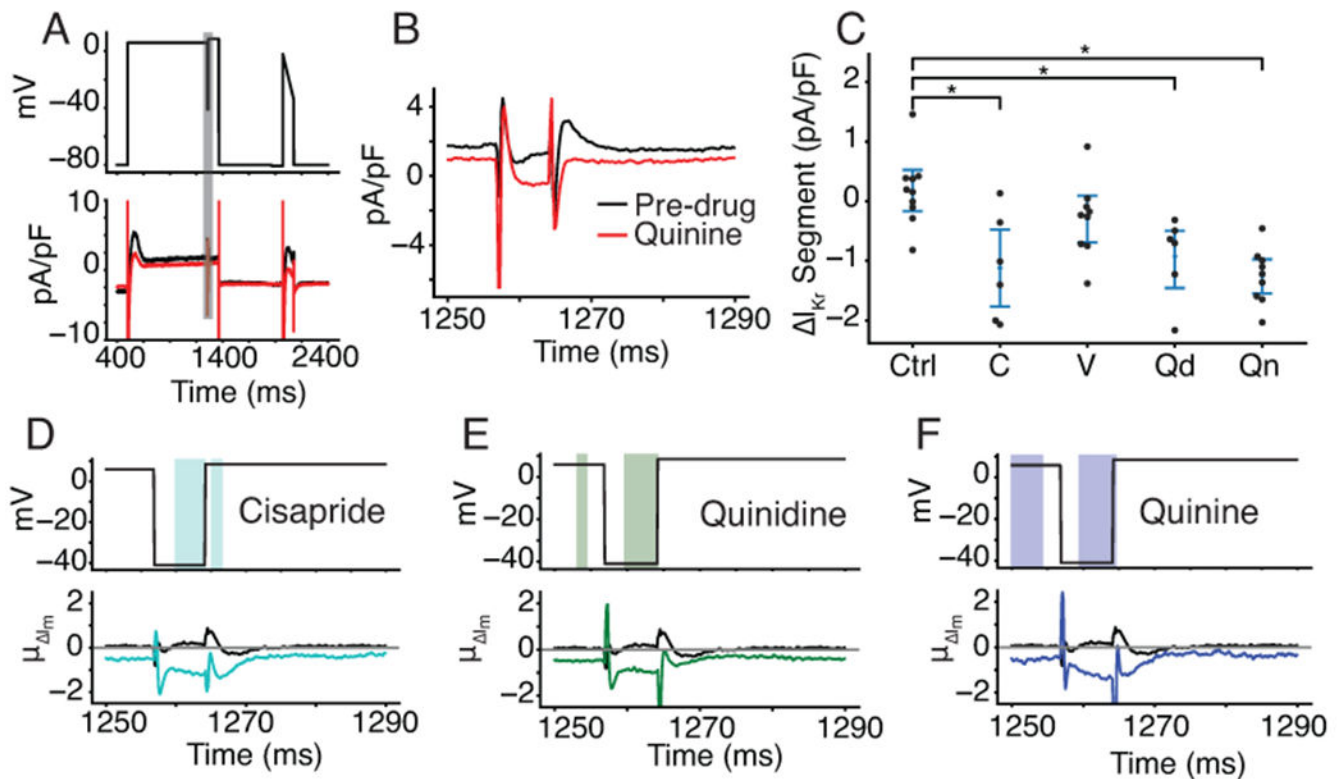 A
B
C
0
−40
−80
mV
10
0
−10
pA/pF
400
1400
2400
Time (ms)
4
0
−4
pA/pF
Pre-drug
Quinine
1250
1270
1290
Time (ms)
2
1
0
−1
−2
ΔIKr Segment (pA/pF)
*
*
*
Ctrl
C
V
Qd
Qn
D
E
F
0
−20
−40
mV
Cisapride
2
0
−2
μΔIm
1250
1270
1290
Time (ms)
0
−20
−40
mV
Quinidine
2
0
−2
μΔIm
1250
1270
1290
Time (ms)
0
−20
−40
mV
Quinine
2
0
−2
μΔIm
1250
1270
1290
Time (ms)